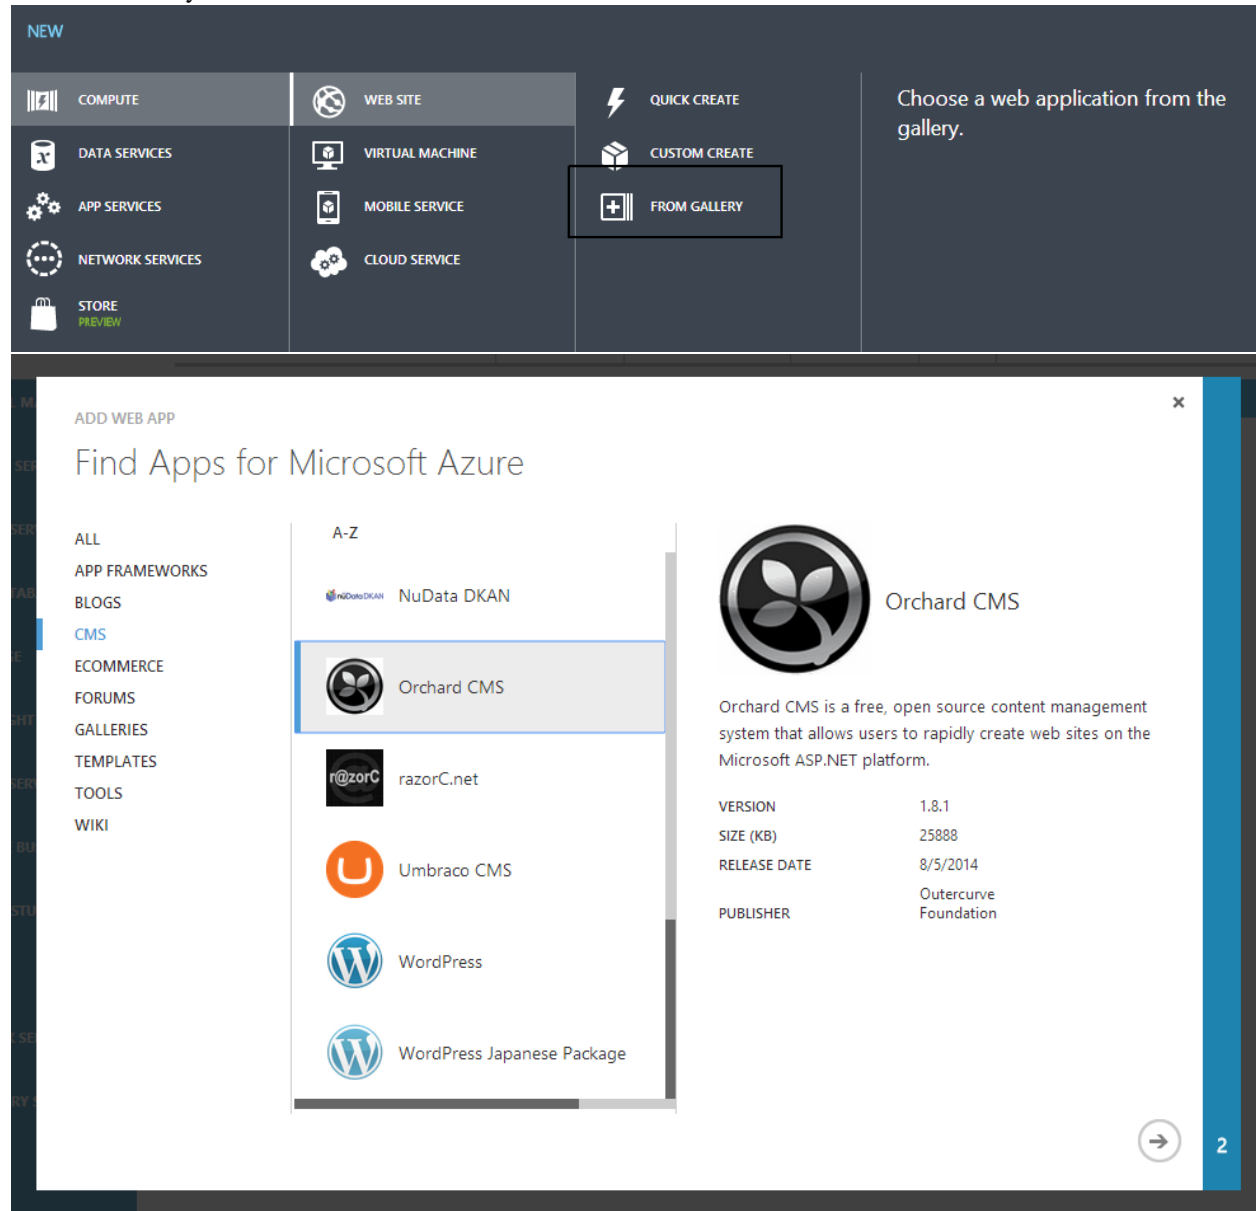 NEW
COMPUTE
DATA SERVICES
APP SERVICES
NETWORK SERVICES
STORE
PREVIEW
WEB SITE
VIRTUAL MACHINE
MOBILE SERVICE
CLOUD SERVICE
QUICK CREATE
CUSTOM CREATE
FROM GALLERY
Choose a web application from the
gallery.
ADD WEB APP
Find Apps for Microsoft Azure
ALL
APP FRAMEWORKS
BLOGS
CMS
ECOMMERCE
FORUMS
GALLERIES
TEMPLATES
TOOLS
WIKI
A-Z
nüData DKAN
NuData DKAN
Orchard CMS
r@zorC
razorC.net
Umbraco CMS
WordPress
WordPress Japanese Package
Orchard CMS
Orchard CMS is a free, open source content management
system that allows users to rapidly create web sites on the
Microsoft ASP.NET platform.
VERSION 1.8.1
SIZE (KB) 25888
RELEASE DATE 8/5/2014
PUBLISHER Outercurve
Foundation
2